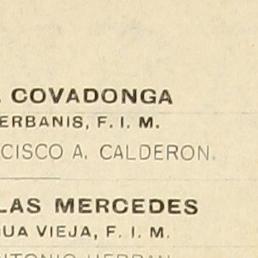 COVADONGA
ERBANIS, F. I. M.
CISCO A. CALDERON.
LAS MERCEDES
UA VIEJA, F. I. M.